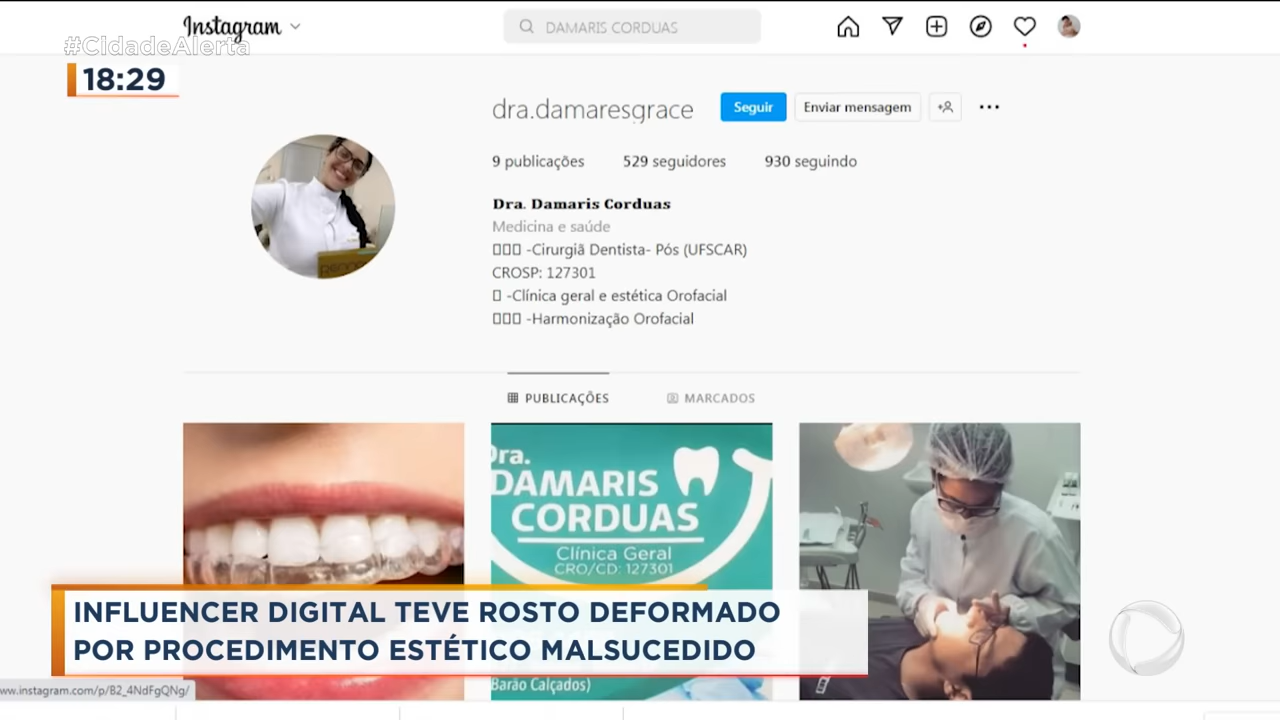 Instagram
DAMARIS CORDUAS
#CidadeAlerta
18:29
dra.damaresgrace
Seguir
Enviar mensagem
9 publicações 529 seguidores 930 seguindo
Dra. Damaris Corduas
Medicina e saúde
-Cirurgiã Dentista- Pós (UFSCAR)
CROSP: 127301
-Clínica geral e estética Orofacial
-Harmonização Orofacial
PUBLICAÇÕES
MARCADOS
Dra.
DAMARIS
CORDUAS
Clínica Geral
CRO/CD: 127301
INFLUENCER DIGITAL TEVE ROSTO DEFORMADO
POR PROCEDIMENTO ESTÉTICO MALSUCEDIDO
Barão Calçados)
www.instagram.com/p/B2_4NdFgQNg/